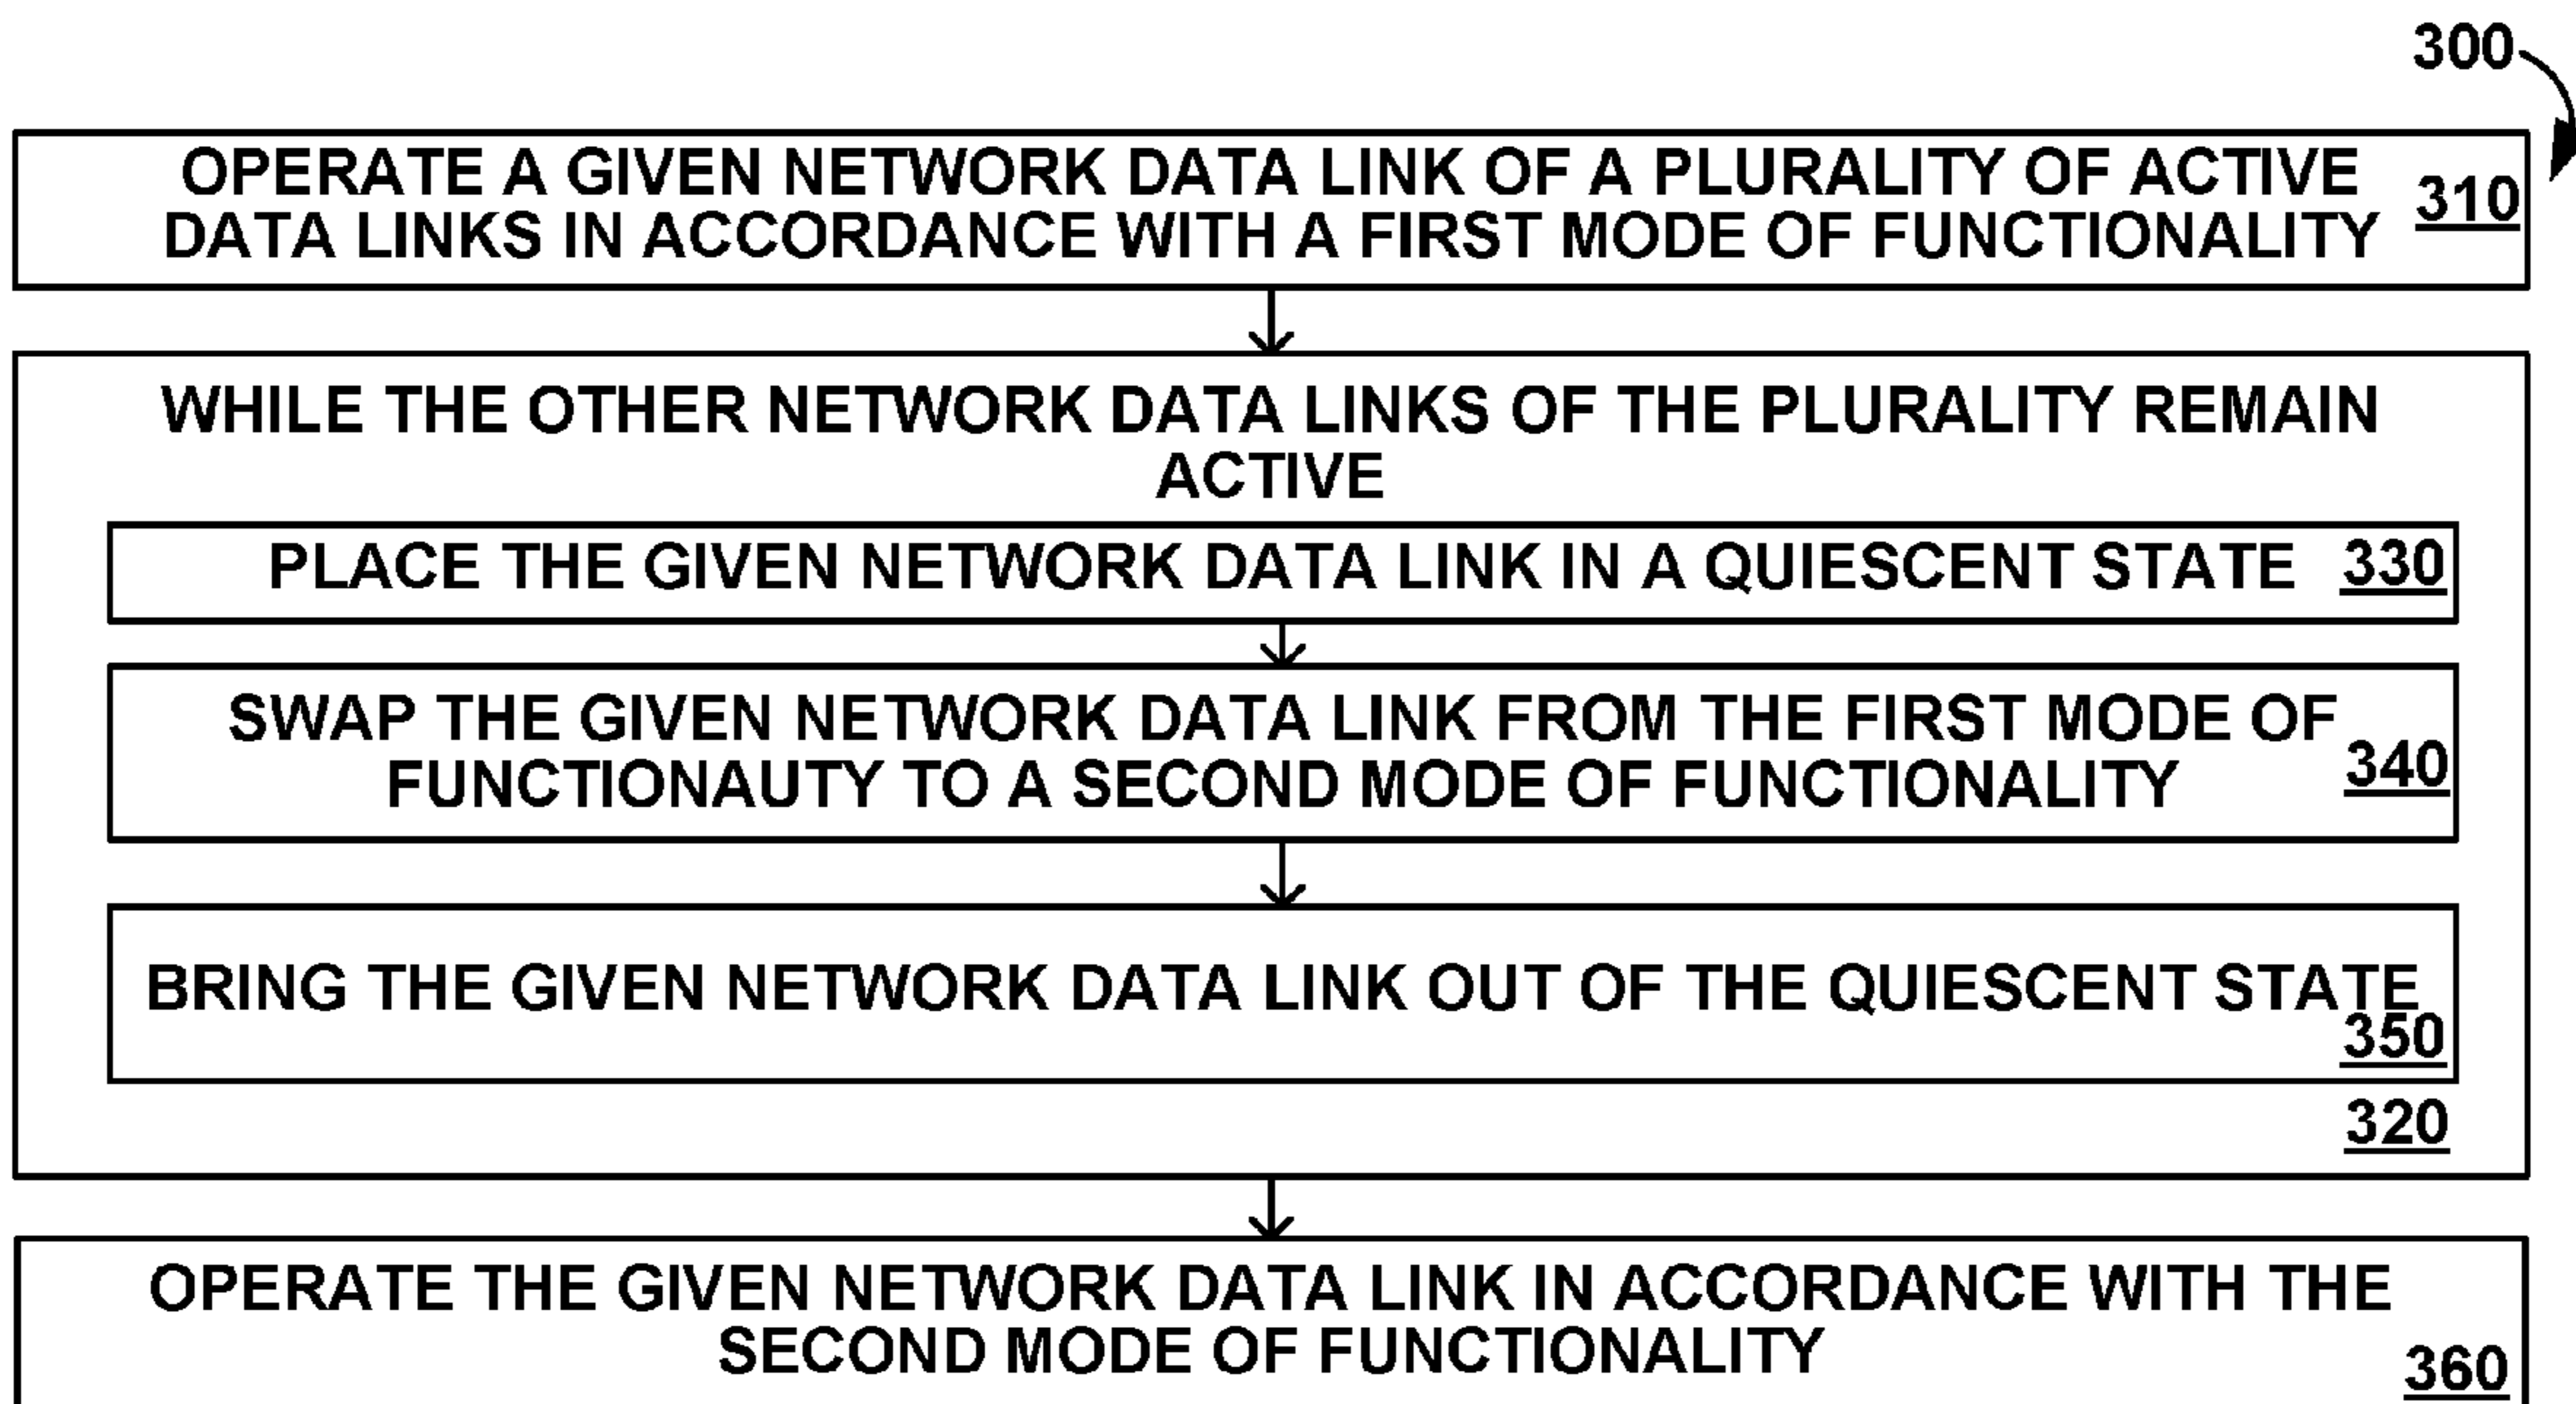 300
OPERATE A GIVEN NETWORK DATA LINK OF A PLURALITY OF ACTIVE
DATA LINKS IN ACCORDANCE WITH A FIRST MODE OF FUNCTIONALITY
310
WHILE THE OTHER NETWORK DATA LINKS OF THE PLURALITY REMAIN
ACTIVE
PLACE THE GIVEN NETWORK DATA LINK IN A QUIESCENT STATE
330
SWAP THE GIVEN NETWORK DATA LINK FROM THE FIRST MODE OF
FUNCTIONAUTY TO A SECOND MODE OF FUNCTIONALITY
340
BRING THE GIVEN NETWORK DATA LINK OUT OF THE QUIESCENT STATE
350
320
OPERATE THE GIVEN NETWORK DATA LINK IN ACCORDANCE WITH THE
SECOND MODE OF FUNCTIONALITY
360